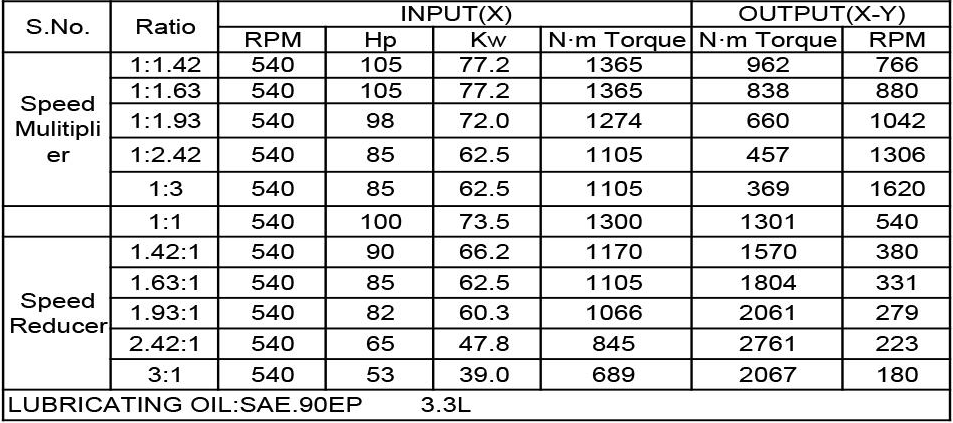 S.No. Ratio INPUT(X) OUTPUT(X-Y)
RPM Hp Kw N·m Torque N·m Torque RPM
Speed
Mulitipli
er
1:1.42 540 105 77.2 1365 962 766
1:1.63 540 105 77.2 1365 838 880
1:1.93 540 98 72.0 1274 660 1042
1:2.42 540 85 62.5 1105 457 1306
1:3 540 85 62.5 1105 369 1620
1:1 540 100 73.5 1300 1301 540
Speed
Reducer
1.42:1 540 90 66.2 1170 1570 380
1.63:1 540 85 62.5 1105 1804 331
1.93:1 540 82 60.3 1066 2061 279
2.42:1 540 65 47.8 845 2761 223
3:1 540 53 39.0 689 2067 180
LUBRICATING OIL:SAE.90EP 3.3L